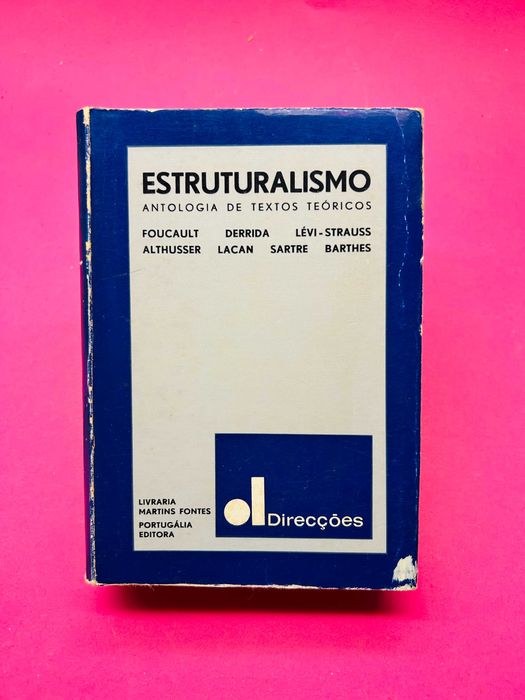 ESTRUTURALISMO
ANTOLOGIA DE TEXTOS TEÓRICOS
FOUCAULT DERRIDA LÉVI-STRAUSS
ALTHUSSER LACAN SARTRE BARTHES
LIVRARIA
MARTINS FONTES
PORTUGÁLIA
EDITORA
d Direcções